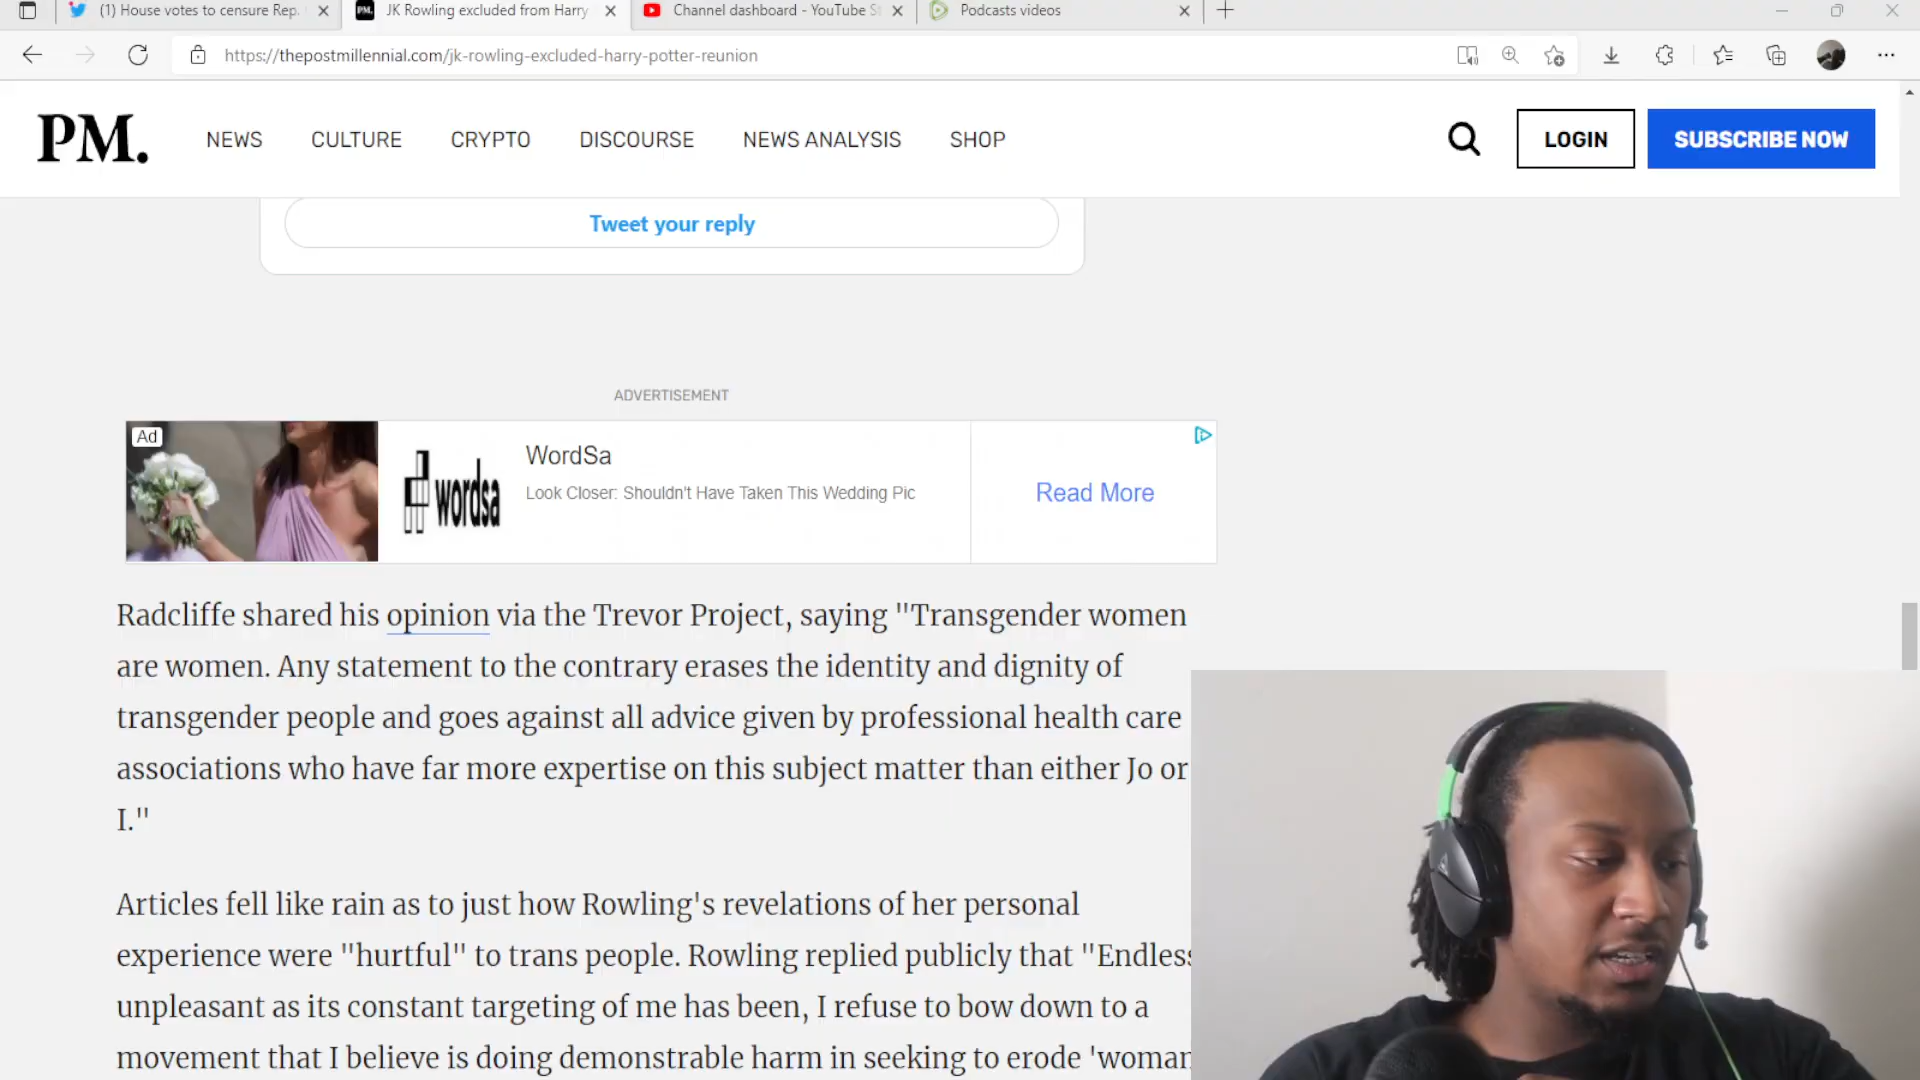 (1) House votes to censure Rep.
PM. JK Rowling excluded from Harry
Channel dashboard - YouTube S
Podcasts videos
https://thepostmillennial.com/jk-rowling-excluded-harry-potter-reunion
PM. NEWS CULTURE CRYPTO DISCOURSE NEWS ANALYSIS SHOP LOGIN SUBSCRIBE NOW
Tweet your reply
ADVERTISEMENT
Ad
wordsa
WordSa
Look Closer: Shouldn't Have Taken This Wedding Pic
Read More
Radcliffe shared his opinion via the Trevor Project, saying "Transgender women
are women. Any statement to the contrary erases the identity and dignity of
transgender people and goes against all advice given by professional health care
associations who have far more expertise on this subject matter than either Jo or
I."
Articles fell like rain as to just how Rowling's revelations of her personal
experience were "hurtful" to trans people. Rowling replied publicly that "Endless
unpleasant as its constant targeting of me has been, I refuse to bow down to a
movement that I believe is doing demonstrable harm in seeking to erode 'woman